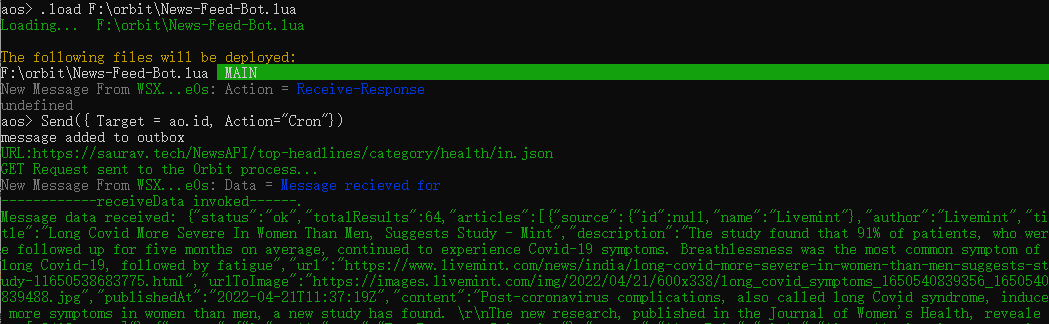 aos> .load F:\orbit\News-Feed-Bot.lua
Loading...  F:\orbit\News-Feed-Bot.lua
The following files will be deployed:
F:\orbit\News-Feed-Bot.lua  MAIN
New Message From WSX...e0s: Action = Receive-Response
undefined
aos> Send({ Target = ao.id, Action="Cron"})
message added to outbox
URL:https://saurav.tech/NewsAPI/top-headlines/category/health/in.json
GET Request sent to the Orbit process...
New Message From WSX...e0s: Data = Message recieved for
------------receiveData invoked------.
Message data received: {"status":"ok","totalResults":64,"articles":[{"source":{"id":null,"name":"Livemint"},"author":"Livemint","ti
tle":"Long Covid More Severe In Women Than Men, Suggests Study - Mint","description":"The study found that 91% of patients, who wer
e followed up for five months on average, continued to experience Covid-19 symptoms. Breathlessness was the most common symptom of
long Covid-19, followed by fatigue","url":"https://www.livemint.com/news/india/long-covid-more-severe-in-women-than-men-suggests-st
udy-11650538683775.html","urlToImage":"https://images.livemint.com/img/2022/04/21/600x338/long_covid_symptoms_1650540839356_1650540
839488.jpg","publishedAt":"2022-04-21T11:37:19Z","content":"Post-coronavirus complications, also called long Covid syndrome, induce
more symptoms in women than men, a new study has found. \r\nThe new research, published in the Journal of Women's Health, reveale